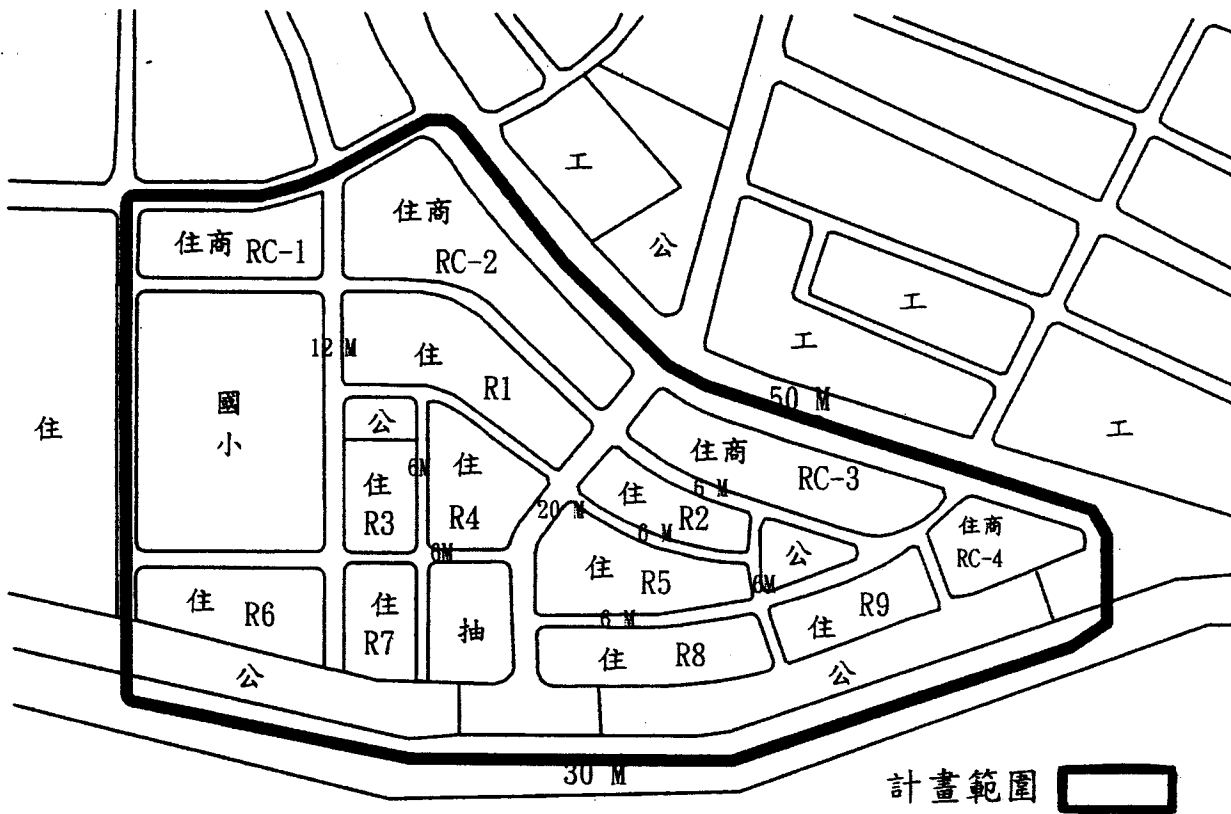 工
住商
住商 RC-1
RC-2
公
工
工
12 M
住
R1
50 M
國
小
住
公
工
住商
RC-3
6M
住
住
R3
R4
6 M
住
R2
20 M
6 M
住商
RC-4
公
6M
住
R5
6M
住 R6
住
R7
抽
6 M
住 R8
住 R9
公
公
30 M
計畫範圍